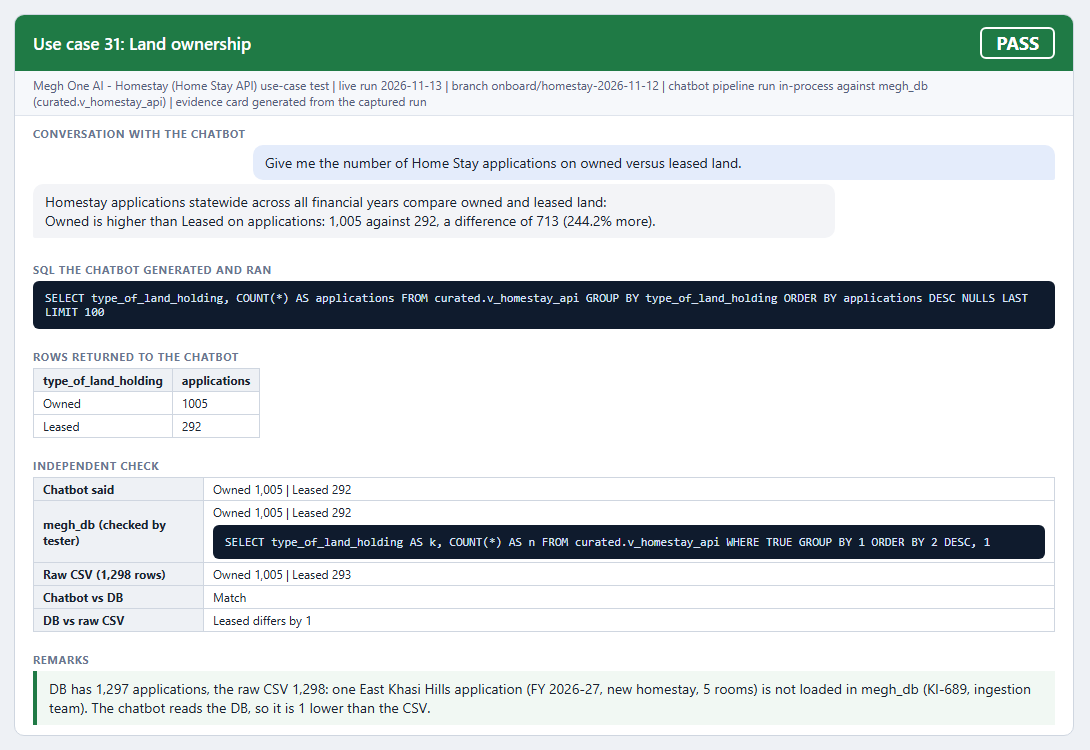 Use case 31: Land ownership
PASS
Megh One AI - Homestay (Home Stay API) use-case test | live run 2026-11-13 | branch onboard/homestay-2026-11-12 | chatbot pipeline run in-process against megh_db
(curated.v_homestay_api) | evidence card generated from the captured run
CONVERSATION WITH THE CHATBOT
Give me the number of Home Stay applications on owned versus leased land.
Homestay applications statewide across all financial years compare owned and leased land:
Owned is higher than Leased on applications: 1,005 against 292, a difference of 713 (244.2% more).
SQL THE CHATBOT GENERATED AND RAN
SELECT type_of_land_holding, COUNT(*) AS applications FROM curated.v_homestay_api GROUP BY type_of_land_holding ORDER BY applications DESC NULLS LAST
LIMIT 100
ROWS RETURNED TO THE CHATBOT
type_of_land_holding applications
Owned 1005
Leased 292
INDEPENDENT CHECK
Chatbot said Owned 1,005 | Leased 292
megh_db (checked by
tester)
Owned 1,005 | Leased 292
SELECT type_of_land_holding AS k, COUNT(*) AS n FROM curated.v_homestay_api WHERE TRUE GROUP BY 1 ORDER BY 2 DESC, 1
Raw CSV (1,298 rows) Owned 1,005 | Leased 293
Chatbot vs DB Match
DB vs raw CSV Leased differs by 1
REMARKS
DB has 1,297 applications, the raw CSV 1,298: one East Khasi Hills application (FY 2026-27, new homestay, 5 rooms) is not loaded in megh_db (KI-689, ingestion
team). The chatbot reads the DB, so it is 1 lower than the CSV.